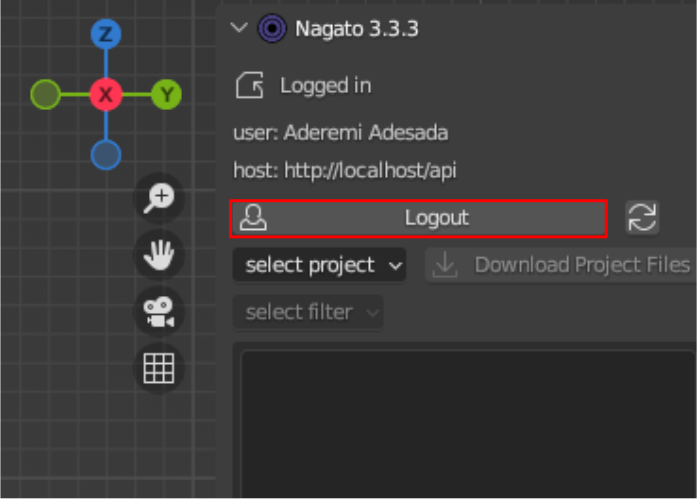 Z
X
Y
Nagato 3.3.3
Logged in
user: Aderemi Adesada
host: http://localhost/api
Logout
select project
Download Project Files
select filter